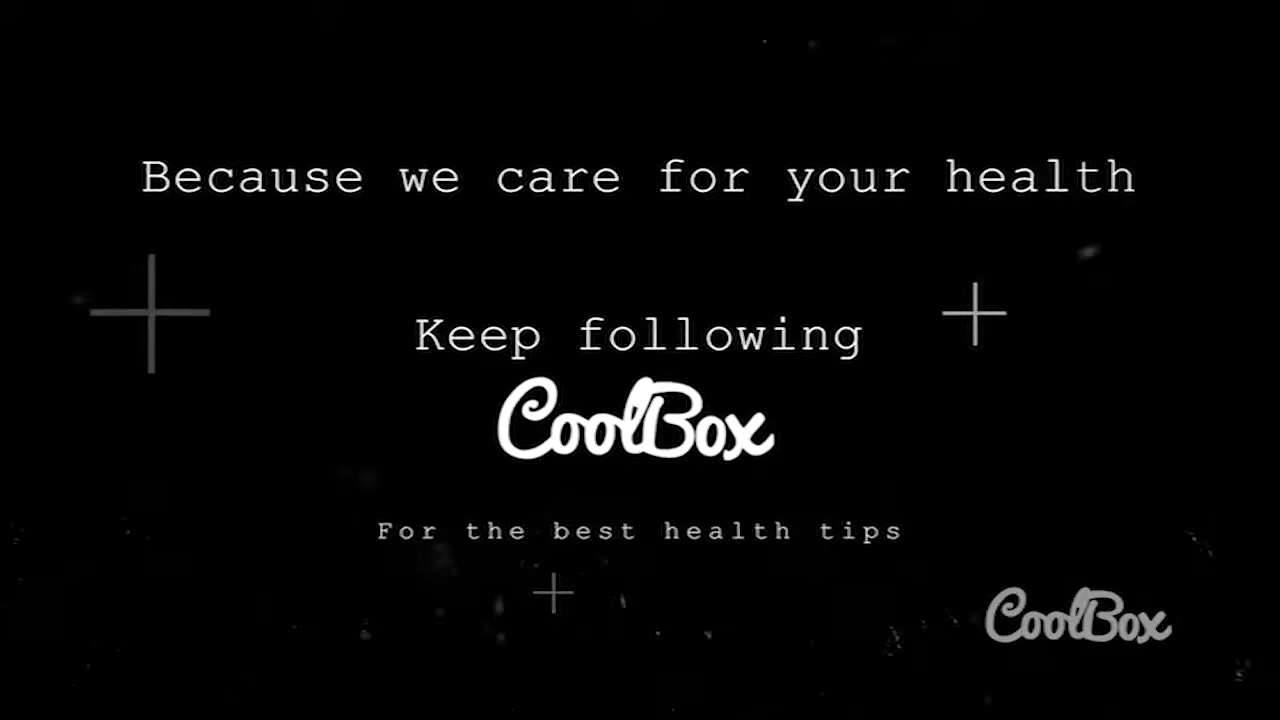 Because we care for your health
Keep following
CoolBox
For the best health tips
CoolBox